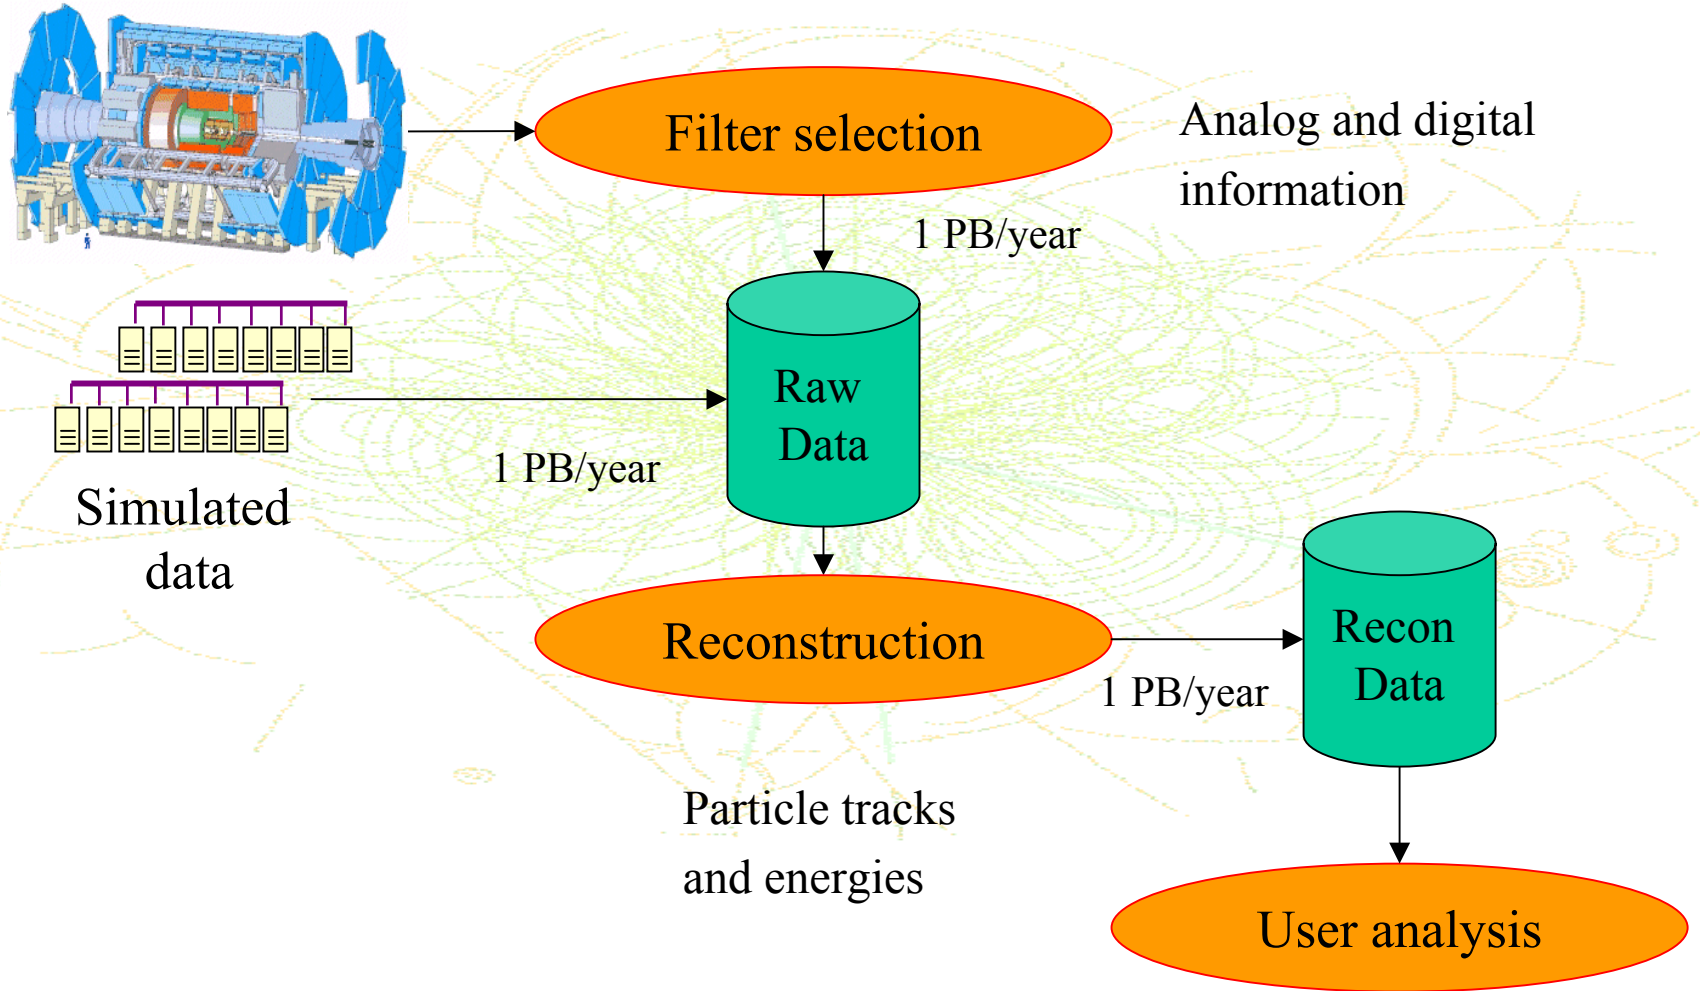 Filter selection
Analog and digital
information
1 PB/year
Raw
Data
1 PB/year
Simulated
data
Reconstruction
1 PB/year
Recon
Data
Particle tracks
and energies
User analysis